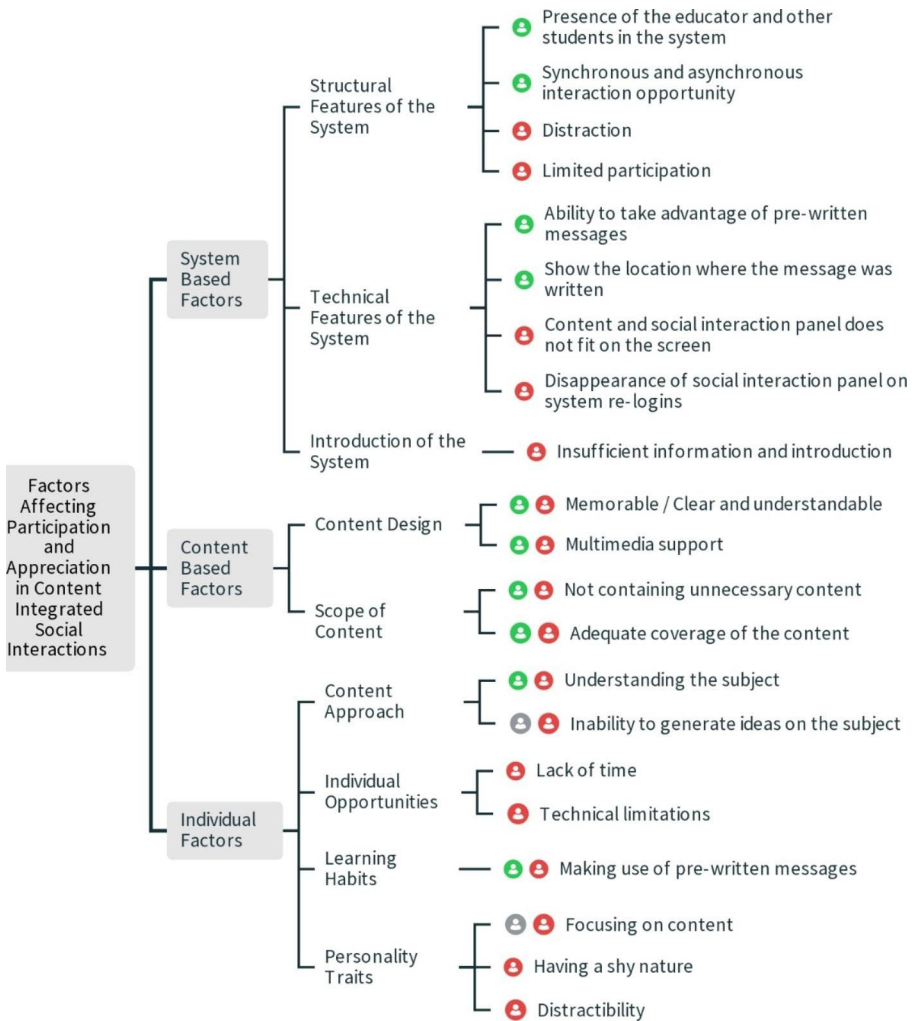 Factors
Affecting
Participation
and
Appreciation
in Content
Integrated
Social
Interactions
System
Based
Factors
Structural
Features of the
System
Presence of the educator and other
students in the system
Synchronous and asynchronous
interaction opportunity
Distraction
Limited participation
Technical
Features of the
System
Ability to take advantage of pre-written
messages
Show the location where the message was
written
Content and social interaction panel does
not fit on the screen
Disappearance of social interaction panel on
system re-logins
Introduction of the
System
Insufficient information and introduction
Content
Based
Factors
Content Design
Memorable / Clear and understandable
Multimedia support
Scope of
Content
Not containing unnecessary content
Adequate coverage of the content
Individual
Factors
Content
Approach
Understanding the subject
Inability to generate ideas on the subject
Individual
Opportunities
Lack of time
Technical limitations
Learning
Habits
Making use of pre-written messages
Personality
Traits
Focusing on content
Having a shy nature
Distractibility